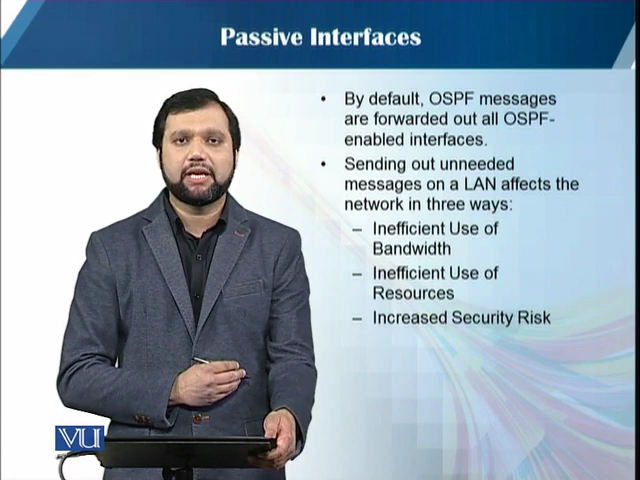 Passive Interfaces
• By default, OSPF messages
are forwarded out all OSPF-
enabled interfaces.
• Sending out unneeded
messages on a LAN affects the
network in three ways:
– Inefficient Use of
Bandwidth
– Inefficient Use of
Resources
– Increased Security Risk
VU